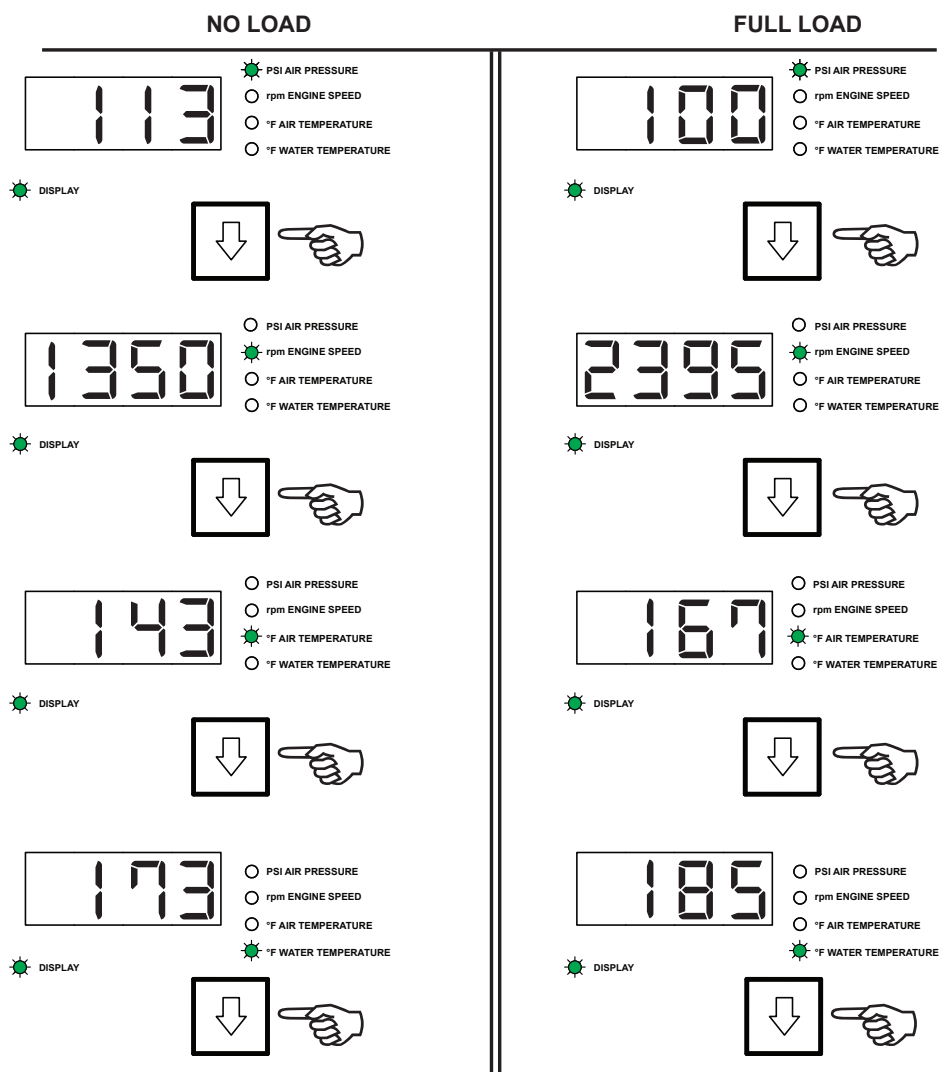 NO LOAD
113
PSI AIR PRESSURE
rpm ENGINE SPEED
°F AIR TEMPERATURE
°F WATER TEMPERATURE
DISPLAY
1350
PSI AIR PRESSURE
rpm ENGINE SPEED
°F AIR TEMPERATURE
°F WATER TEMPERATURE
DISPLAY
143
PSI AIR PRESSURE
rpm ENGINE SPEED
°F AIR TEMPERATURE
°F WATER TEMPERATURE
DISPLAY
173
PSI AIR PRESSURE
rpm ENGINE SPEED
°F AIR TEMPERATURE
°F WATER TEMPERATURE
DISPLAY
FULL LOAD
100
PSI AIR PRESSURE
rpm ENGINE SPEED
°F AIR TEMPERATURE
°F WATER TEMPERATURE
DISPLAY
2395
PSI AIR PRESSURE
rpm ENGINE SPEED
°F AIR TEMPERATURE
°F WATER TEMPERATURE
DISPLAY
167
PSI AIR PRESSURE
rpm ENGINE SPEED
°F AIR TEMPERATURE
°F WATER TEMPERATURE
DISPLAY
185
PSI AIR PRESSURE
rpm ENGINE SPEED
°F AIR TEMPERATURE
°F WATER TEMPERATURE
DISPLAY